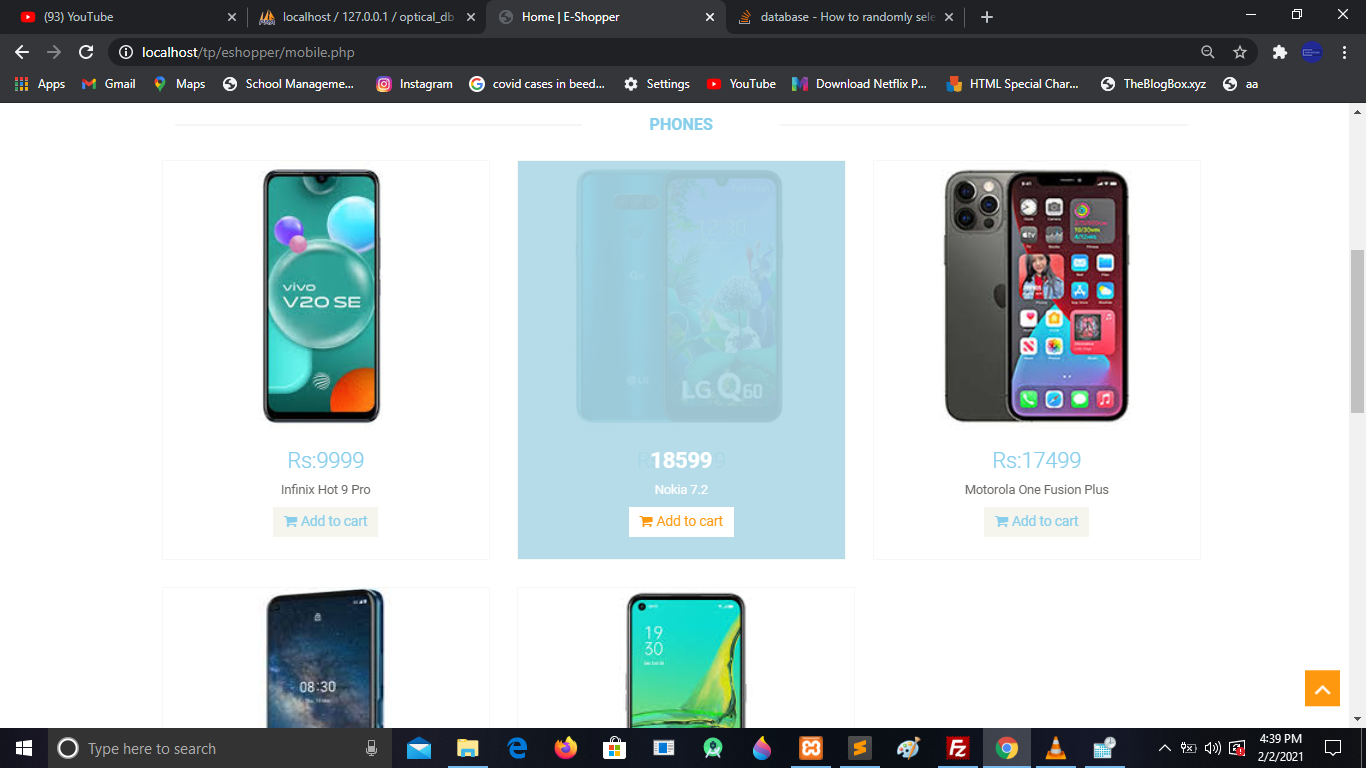 (93) YouTube
localhost / 127.0.0.1 / optical_db
Home | E-Shopper
database - How to randomly sele
localhost/tp/eshopper/mobile.php
Apps
Gmail
Maps
School Manageme...
Instagram
covid cases in beed...
Settings
YouTube
Download Netflix P...
HTML Special Char...
TheBlogBox.xyz
aa
PHONES
vivo
V20 SE
Rs:9999
Infinix Hot 9 Pro
Add to cart
LG
LG Q60
18599
Nokia 7.2
Add to cart
Rs:17499
Motorola One Fusion Plus
Add to cart
08:30
19
30
Type here to search
4:39 PM
2/2/2021